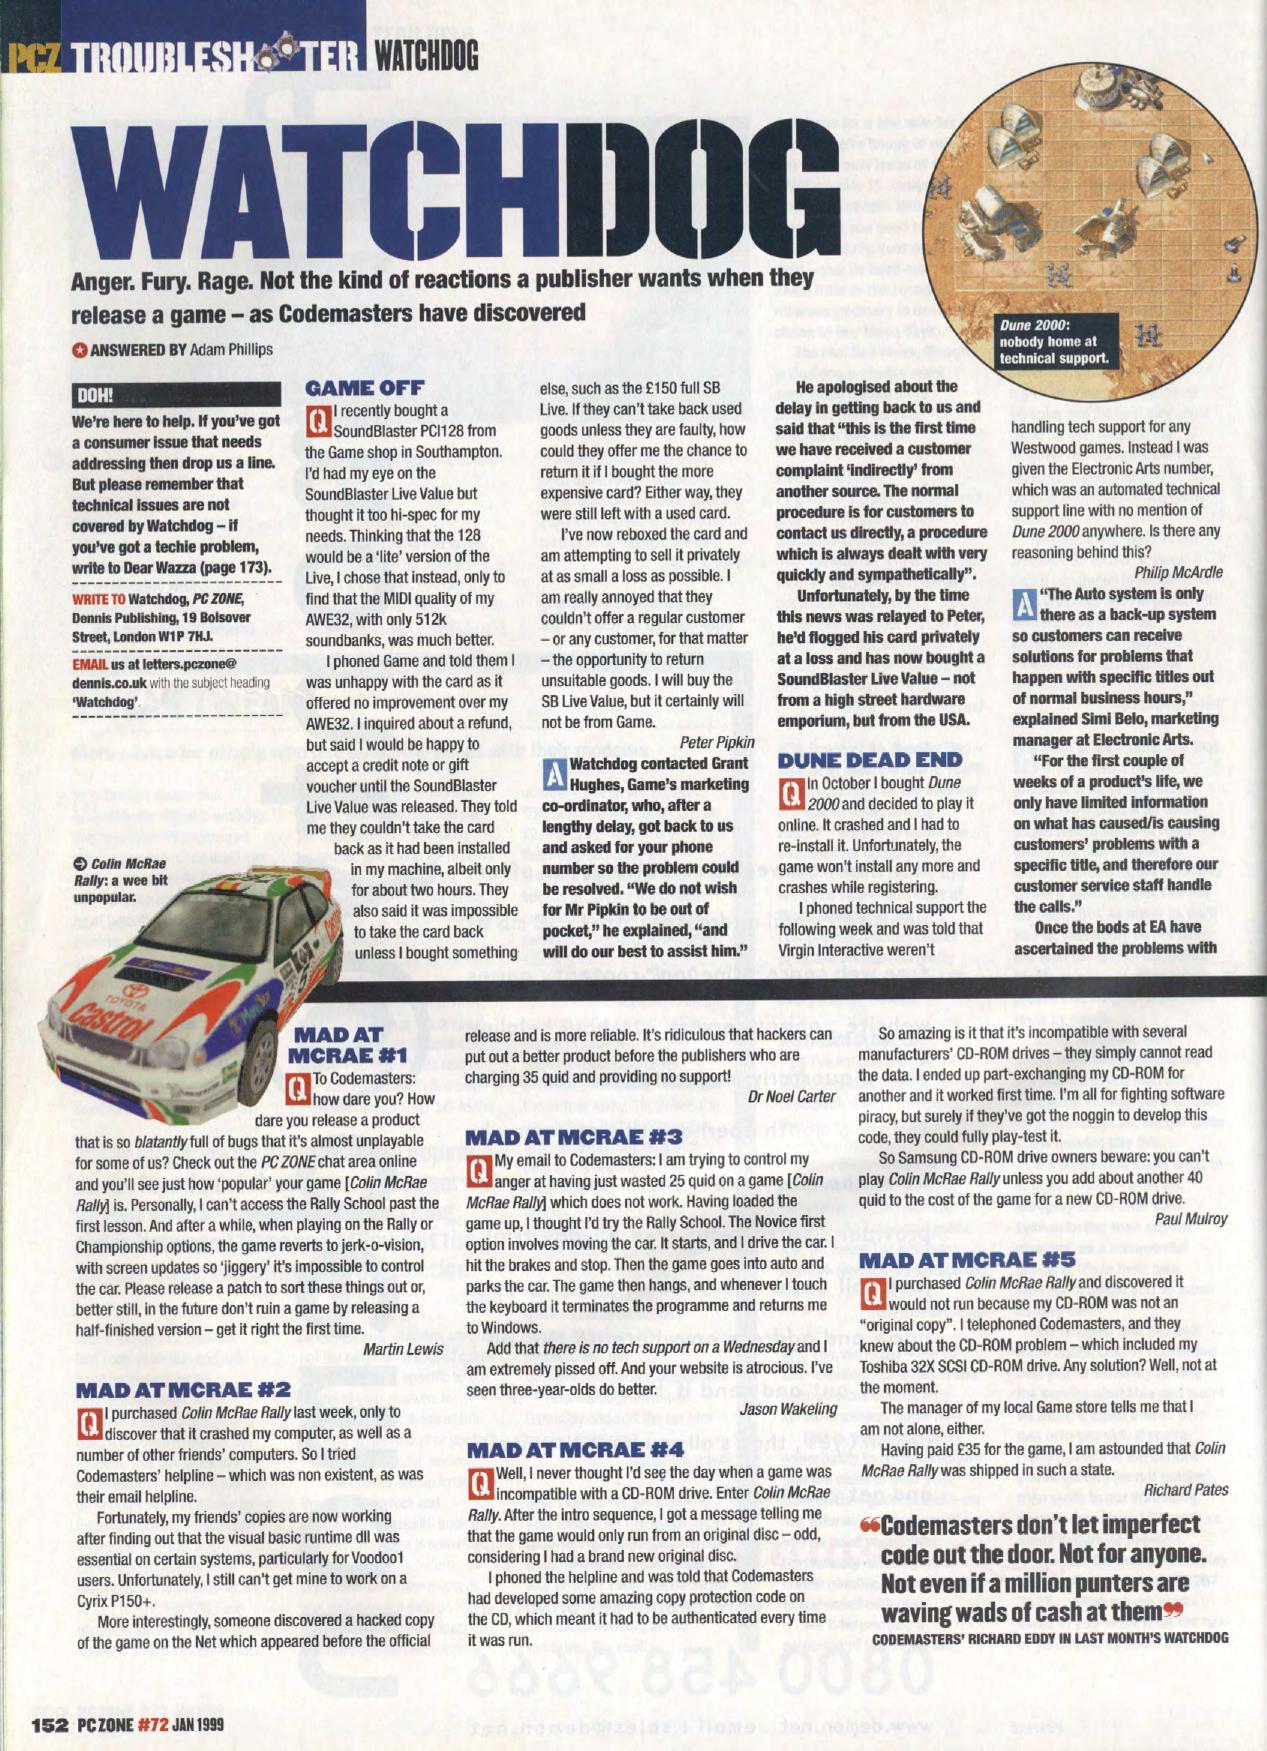 PCZ TROUBLESHOOTER WATCHDOG
WATCHDOG
Anger. Fury. Rage. Not the kind of reactions a publisher wants when they
release a game – as Codemasters have discovered
ANSWERED BY Adam Phillips
Dune 2000:
nobody home at
technical support.
DOH!
We're here to help. If you've got
a consumer issue that needs
addressing then drop us a line.
But please remember that
technical issues are not
covered by Watchdog – if
you've got a techie problem,
write to Dear Wazza (page 173).
WRITE TO Watchdog, PC ZONE,
Dennis Publishing, 19 Bolsover
Street, London W1P 7HJ.
EMAIL us at letters.pczone@
dennis.co.uk with the subject heading
'Watchdog'.
Colin McRae
Rally: a wee bit
unpopular.
GAME OFF
Q I recently bought a
SoundBlaster PCI128 from
the Game shop in Southampton.
I'd had my eye on the
SoundBlaster Live Value but
thought it too hi-spec for my
needs. Thinking that the 128
would be a 'lite' version of the
Live, I chose that instead, only to
find that the MIDI quality of my
AWE32, with only 512k
soundbanks, was much better.
I phoned Game and told them I
was unhappy with the card as it
offered no improvement over my
AWE32. I inquired about a refund,
but said I would be happy to
accept a credit note or gift
voucher until the SoundBlaster
Live Value was released. They told
me they couldn't take the card
back as it had been installed
in my machine, albeit only
for about two hours. They
also said it was impossible
to take the card back
unless I bought something
else, such as the £150 full SB
Live. If they can't take back used
goods unless they are faulty, how
could they offer me the chance to
return it if I bought the more
expensive card? Either way, they
were still left with a used card.
I've now reboxed the card and
am attempting to sell it privately
at as small a loss as possible. I
am really annoyed that they
couldn't offer a regular customer
– or any customer, for that matter
– the opportunity to return
unsuitable goods. I will buy the
SB Live Value, but it certainly will
not be from Game.
Peter Pipkin
A Watchdog contacted Grant
Hughes, Game's marketing
co-ordinator, who, after a
lengthy delay, got back to us
and asked for your phone
number so the problem could
be resolved. "We do not wish
for Mr Pipkin to be out of
pocket," he explained, "and
will do our best to assist him."
He apologised about the
delay in getting back to us and
said that "this is the first time
we have received a customer
complaint 'indirectly' from
another source. The normal
procedure is for customers to
contact us directly, a procedure
which is always dealt with very
quickly and sympathetically".
Unfortunately, by the time
this news was relayed to Peter,
he'd flogged his card privately
at a loss and has now bought a
SoundBlaster Live Value – not
from a high street hardware
emporium, but from the USA.
DUNE DEAD END
Q In October I bought Dune
2000 and decided to play it
online. It crashed and I had to
re-install it. Unfortunately, the
game won't install any more and
crashes while registering.
I phoned technical support the
following week and was told that
Virgin Interactive weren't
handling tech support for any
Westwood games. Instead I was
given the Electronic Arts number,
which was an automated technical
support line with no mention of
Dune 2000 anywhere. Is there any
reasoning behind this?
Philip McArdle
A "The Auto system is only
there as a back-up system
so customers can receive
solutions for problems that
happen with specific titles out
of normal business hours,"
explained Simi Belo, marketing
manager at Electronic Arts.
"For the first couple of
weeks of a product's life, we
only have limited information
on what has caused/is causing
customers' problems with a
specific title, and therefore our
customer service staff handle
the calls."
Once the bods at EA have
ascertained the problems with
MAD AT
MCRAE #1
Q To Codemasters:
how dare you? How
dare you release a product
that is so blatantly full of bugs that it's almost unplayable
for some of us? Check out the PC ZONE chat area online
and you'll see just how 'popular' your game [Colin McRae
Rally] is. Personally, I can't access the Rally School past the
first lesson. And after a while, when playing on the Rally or
Championship options, the game reverts to jerk-o-vision,
with screen updates so 'jiggery' it's impossible to control
the car. Please release a patch to sort these things out or,
better still, in the future don't ruin a game by releasing a
half-finished version – get it right the first time.
Martin Lewis
MAD AT MCRAE #2
Q I purchased Colin McRae Rally last week, only to
discover that it crashed my computer, as well as a
number of other friends' computers. So I tried
Codemasters' helpline – which was non existent, as was
their email helpline.
Fortunately, my friends' copies are now working
after finding out that the visual basic runtime dll was
essential on certain systems, particularly for Voodoo1
users. Unfortunately, I still can't get mine to work on a
Cyrix P150+.
More interestingly, someone discovered a hacked copy
of the game on the Net which appeared before the official
release and is more reliable. It's ridiculous that hackers can
put out a better product before the publishers who are
charging 35 quid and providing no support!
Dr Noel Carter
MAD AT MCRAE #3
Q My email to Codemasters: I am trying to control my
anger at having just wasted 25 quid on a game [Colin
McRae Rally] which does not work. Having loaded the
game up, I thought I'd try the Rally School. The Novice first
option involves moving the car. It starts, and I drive the car. I
hit the brakes and stop. Then the game goes into auto and
parks the car. The game then hangs, and whenever I touch
the keyboard it terminates the programme and returns me
to Windows.
Add that there is no tech support on a Wednesday and I
am extremely pissed off. And your website is atrocious. I've
seen three-year-olds do better.
Jason Wakeling
MAD AT MCRAE #4
Q Well, I never thought I'd see the day when a game was
incompatible with a CD-ROM drive. Enter Colin McRae
Rally. After the intro sequence, I got a message telling me
that the game would only run from an original disc – odd,
considering I had a brand new original disc.
I phoned the helpline and was told that Codemasters
had developed some amazing copy protection code on
the CD, which meant it had to be authenticated every time
it was run.
So amazing is it that it's incompatible with several
manufacturers' CD-ROM drives – they simply cannot read
the data. I ended up part-exchanging my CD-ROM for
another and it worked first time. I'm all for fighting software
piracy, but surely if they've got the noggin to develop this
code, they could fully play-test it.
So Samsung CD-ROM drive owners beware: you can't
play Colin McRae Rally unless you add about another 40
quid to the cost of the game for a new CD-ROM drive.
Paul Mulroy
MAD AT MCRAE #5
Q I purchased Colin McRae Rally and discovered it
would not run because my CD-ROM was not an
"original copy". I telephoned Codemasters, and they
knew about the CD-ROM problem – which included my
Toshiba 32X SCSI CD-ROM drive. Any solution? Well, not at
the moment.
The manager of my local Game store tells me that I
am not alone, either.
Having paid £35 for the game, I am astounded that Colin
McRae Rally was shipped in such a state.
Richard Pates
"Codemasters don't let imperfect
code out the door. Not for anyone.
Not even if a million punters are
waving wads of cash at them"
CODEMASTERS' RICHARD EDDY IN LAST MONTH'S WATCHDOG
TOYOTA
Castrol
152 PC ZONE #72 JAN 1999